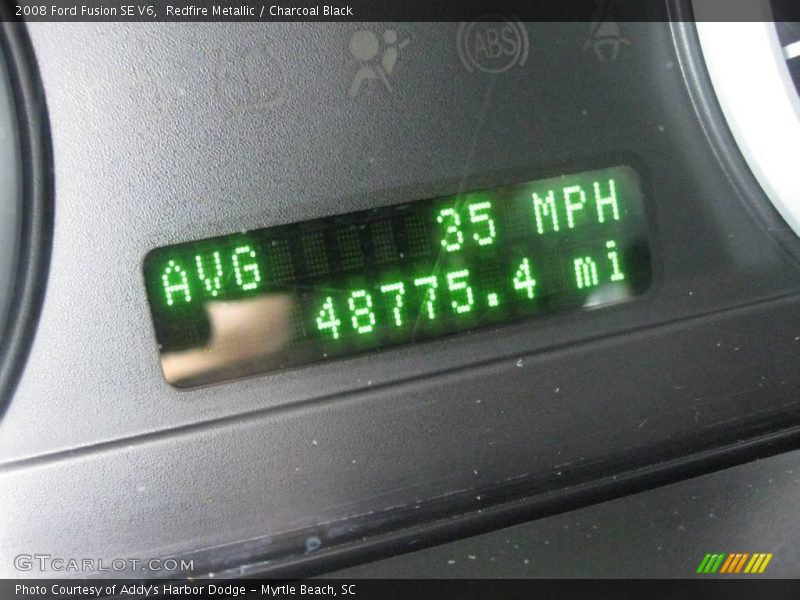 2008 Ford Fusion SE V6,  Redfire Metallic / Charcoal Black
ABS
AVG 35 MPH
48775.4 mi
GTCARLOT.COM
Photo Courtesy of Addy's Harbor Dodge – Myrtle Beach, SC